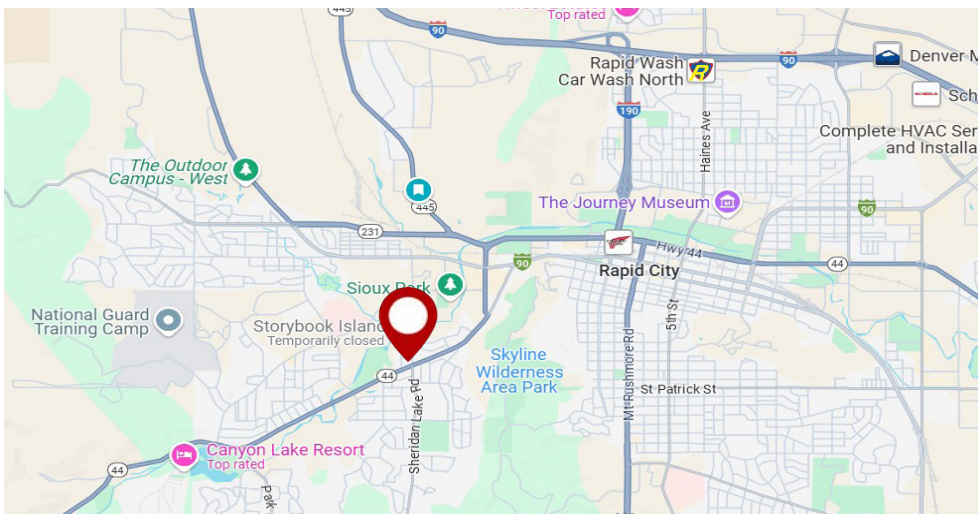 445
90
Top rated
Rapid Wash
Car Wash North
90
Denver M
Sch
190
Haines Ave
Complete HVAC Ser
and Installa
The Outdoor
Campus - West
445
The Journey Museum
90
231
Hwy 44
90
Rapid City
44
Sioux Park
National Guard
Training Camp
Storybook Island
Temporarily closed
5th St
Mt Rushmore Rd
Skyline
Wilderness
Area Park
44
St Patrick St
Sheridan Lake Rd
Canyon Lake Resort
Top rated
44
Park